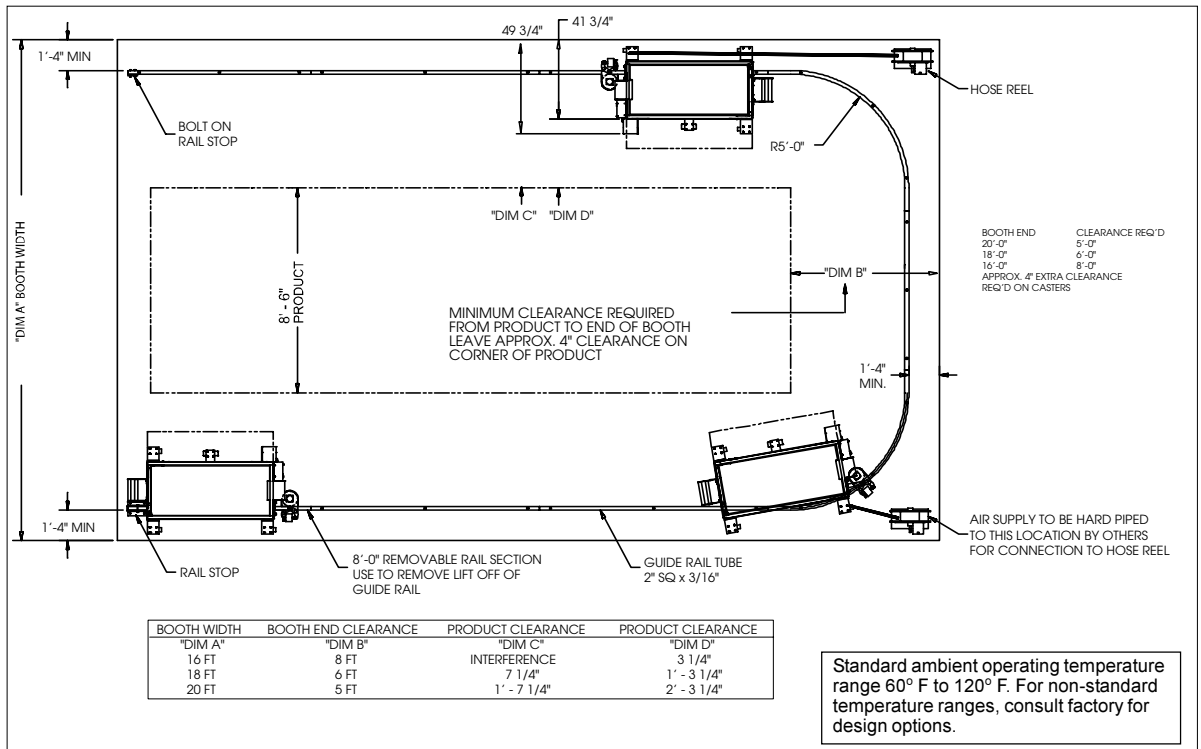 49 3/4"
41 3/4"
1'-4" MIN
HOSE REEL
BOLT ON
RAIL STOP
R5'-0"
"DIM A" BOOTH WIDTH
"DIM C"
"DIM D"
8' - 6"
PRODUCT
BOOTH END CLEARANCE REQ'D
20'-0" 5'-0"
18'-0" 6'-0"
16'-0" 8'-0"
APPROX. 4" EXTRA CLEARANCE
REQ'D ON CASTERS
"DIM B"
MINIMUM CLEARANCE REQUIRED
FROM PRODUCT TO END OF BOOTH
LEAVE APPROX. 4" CLEARANCE ON
CORNER OF PRODUCT
1'-4"
MIN.
1'-4" MIN
RAIL STOP
8'-0" REMOVABLE RAIL SECTION
USE TO REMOVE LIFT OFF OF
GUIDE RAIL
GUIDE RAIL TUBE
2" SQ x 3/16"
AIR SUPPLY TO BE HARD PIPED
TO THIS LOCATION BY OTHERS
FOR CONNECTION TO HOSE REEL
BOOTH WIDTH BOOTH END CLEARANCE PRODUCT CLEARANCE PRODUCT CLEARANCE
"DIM A" "DIM B" "DIM C" "DIM D"
16 FT 8 FT INTERFERENCE 3 1/4"
18 FT 6 FT 7 1/4" 1' - 3 1/4"
20 FT 5 FT 1' - 7 1/4" 2' - 3 1/4"
Standard ambient operating temperature
range 60° F to 120° F. For non-standard
temperature ranges, consult factory for
design options.